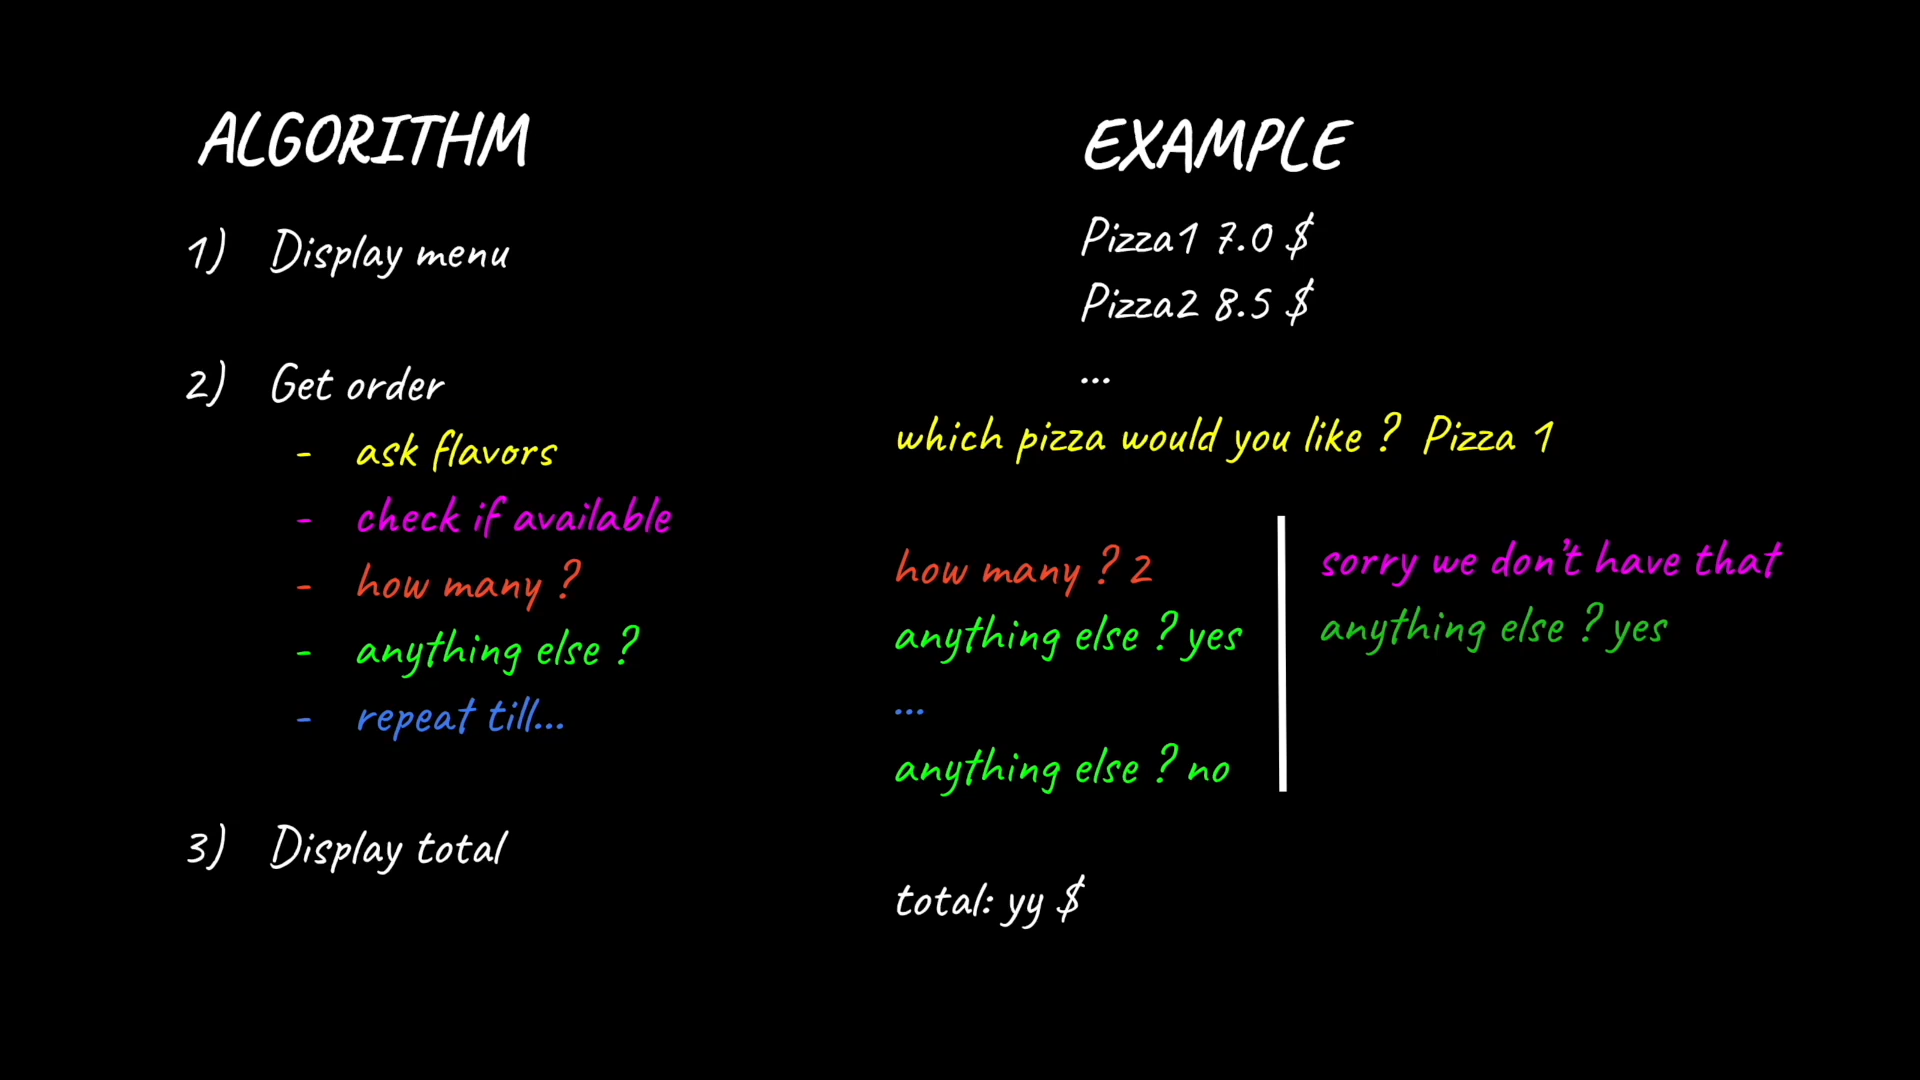 ALGORITHM
1) Display menu
2) Get order
- ask flavors
- check if available
- how many ?
- anything else ?
- repeat till...
3) Display total
EXAMPLE
Pizza1 7.0 $
Pizza2 8.5 $
...
which pizza would you like ? Pizza 1
how many ? 2
anything else ? yes
...
anything else ? no
sorry we don't have that
anything else ? yes
total: yy $